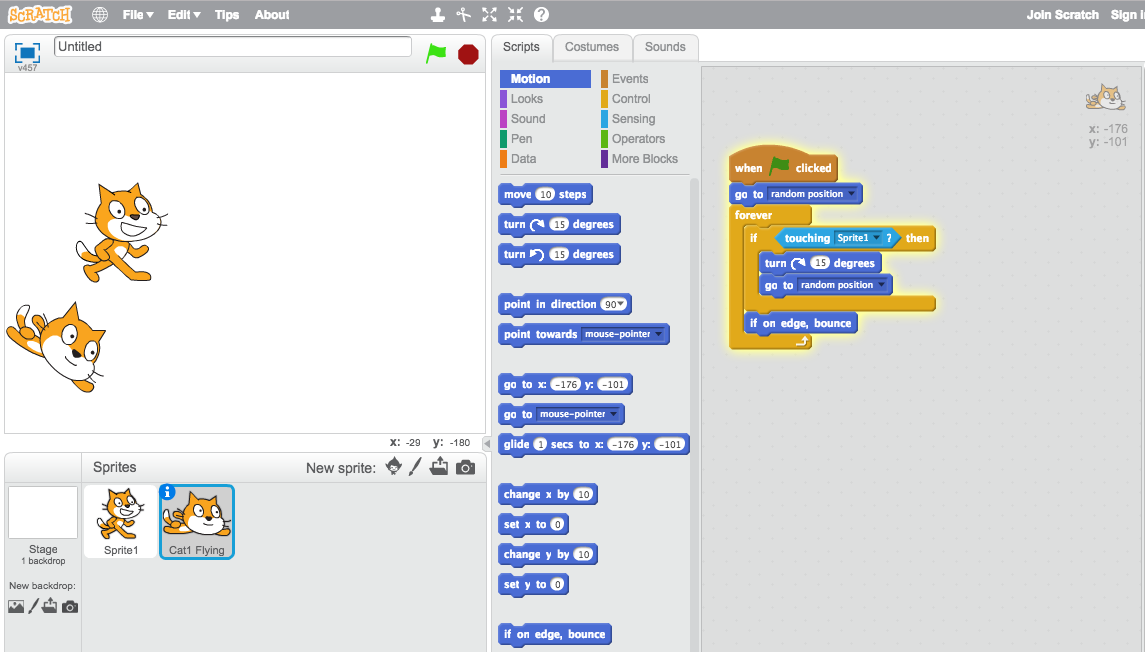 SCRATCH File Edit Tips About Join Scratch
v457 Untitled
Scripts Costumes Sounds
Motion Events
Looks Control
Sound Sensing
Pen Operators
Data More Blocks
move 10 steps
turn 15 degrees
turn 15 degrees
point in direction 90
point towards mouse-pointer
go to x: -176 y: -101
go to mouse-pointer
glide 1 secs to x: -176 y: -101
change x by 10
set x to 0
change y by 10
set y to 0
if on edge, bounce
x: -176
y: -101
when clicked
go to random position
forever
if touching Sprite1 ? then
turn 15 degrees
go to random position
if on edge, bounce
x: -29 y: -180
Sprites New sprite:
Stage
1 backdrop
New backdrop:
Sprite1
Cat1 Flying